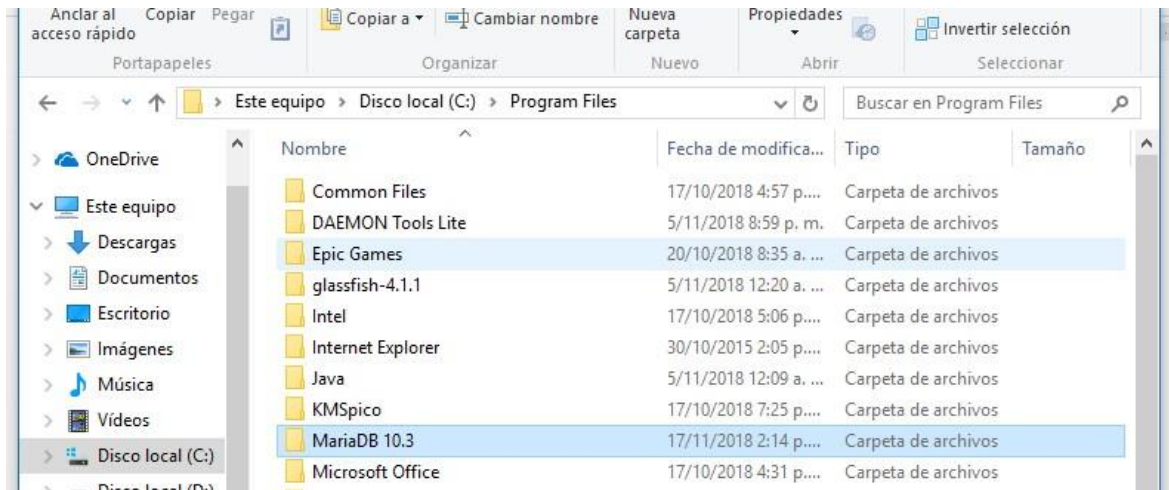 Anclar al acceso rápido
Copiar
Pegar
Copiar a
Cambiar nombre
Nueva carpeta
Propiedades
Invertir selección
Portapapeles
Organizar
Nuevo
Abrir
Seleccionar
Este equipo > Disco local (C:) > Program Files
Buscar en Program Files
OneDrive
Este equipo
Descargas
Documentos
Escritorio
Imágenes
Música
Vídeos
Disco local (C:)
Disco local (D:)
Nombre Fecha de modifica... Tipo Tamaño
Common Files 17/10/2018 4:57 p.... Carpeta de archivos
DAEMON Tools Lite 5/11/2018 8:59 p. m. Carpeta de archivos
Epic Games 20/10/2018 8:35 a. ... Carpeta de archivos
glassfish-4.1.1 5/11/2018 12:20 a. ... Carpeta de archivos
Intel 17/10/2018 5:06 p.... Carpeta de archivos
Internet Explorer 30/10/2015 2:05 p.... Carpeta de archivos
Java 5/11/2018 12:09 a. ... Carpeta de archivos
KMSpico 17/10/2018 7:25 p.... Carpeta de archivos
MariaDB 10.3 17/11/2018 2:14 p.... Carpeta de archivos
Microsoft Office 17/10/2018 4:31 p.... Carpeta de archivos